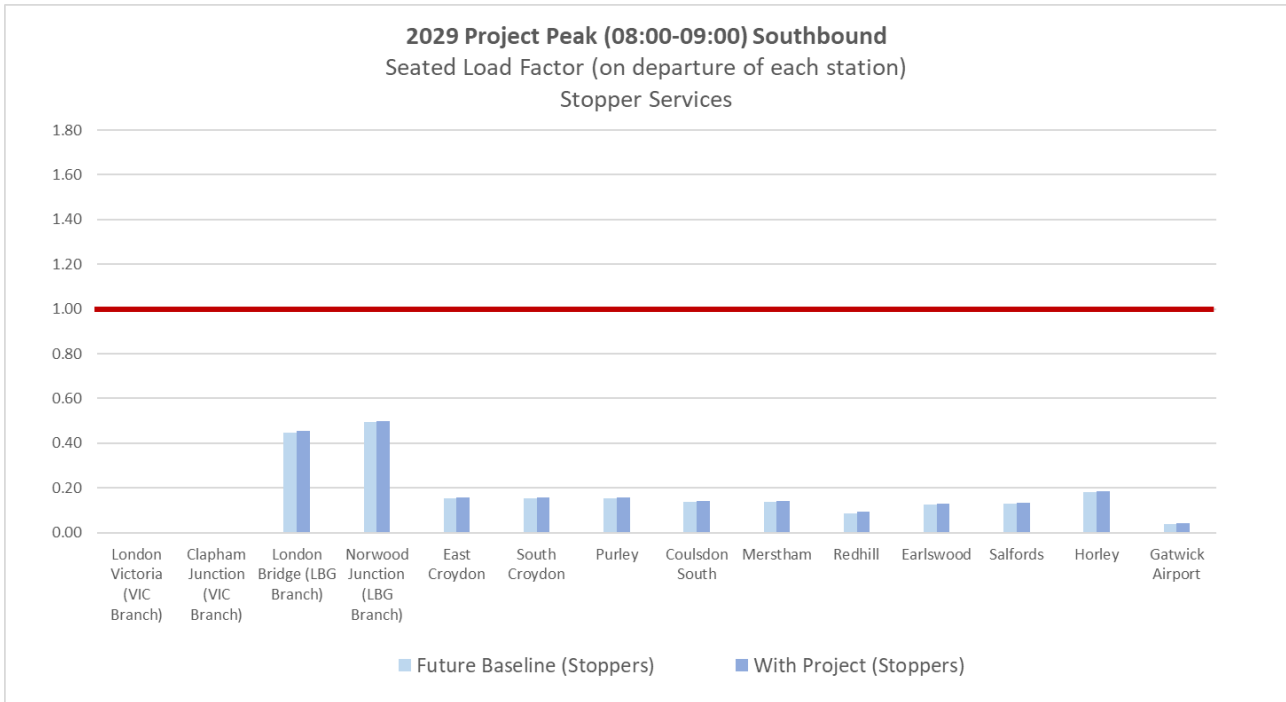 2029 Project Peak (08:00-09:00) Southbound
Seated Load Factor (on departure of each station)
Stopper Services
1.80
1.60
1.40
1.20
1.00
0.80
0.60
0.40
0.20
0.00
London
Victoria
(VIC
Branch)
Clapham
Junction
(VIC
Branch)
London
Bridge (LBG
Branch)
Norwood
Junction
(LBG
Branch)
East
Croydon
South
Croydon
Purley
Coulsdon
South
Merstham
Redhill
Earlswood
Salfords
Horley
Gatwick
Airport
Future Baseline (Stoppers)
With Project (Stoppers)